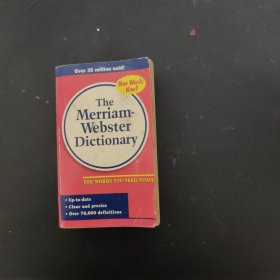 Over 35 million sold!
New Words
Now!
The
Merriam-
Webster
Dictionary
THE WORDS YOU NEED TODAY
• Up-to-date
• Clear and precise
• Over 70,000 definitions